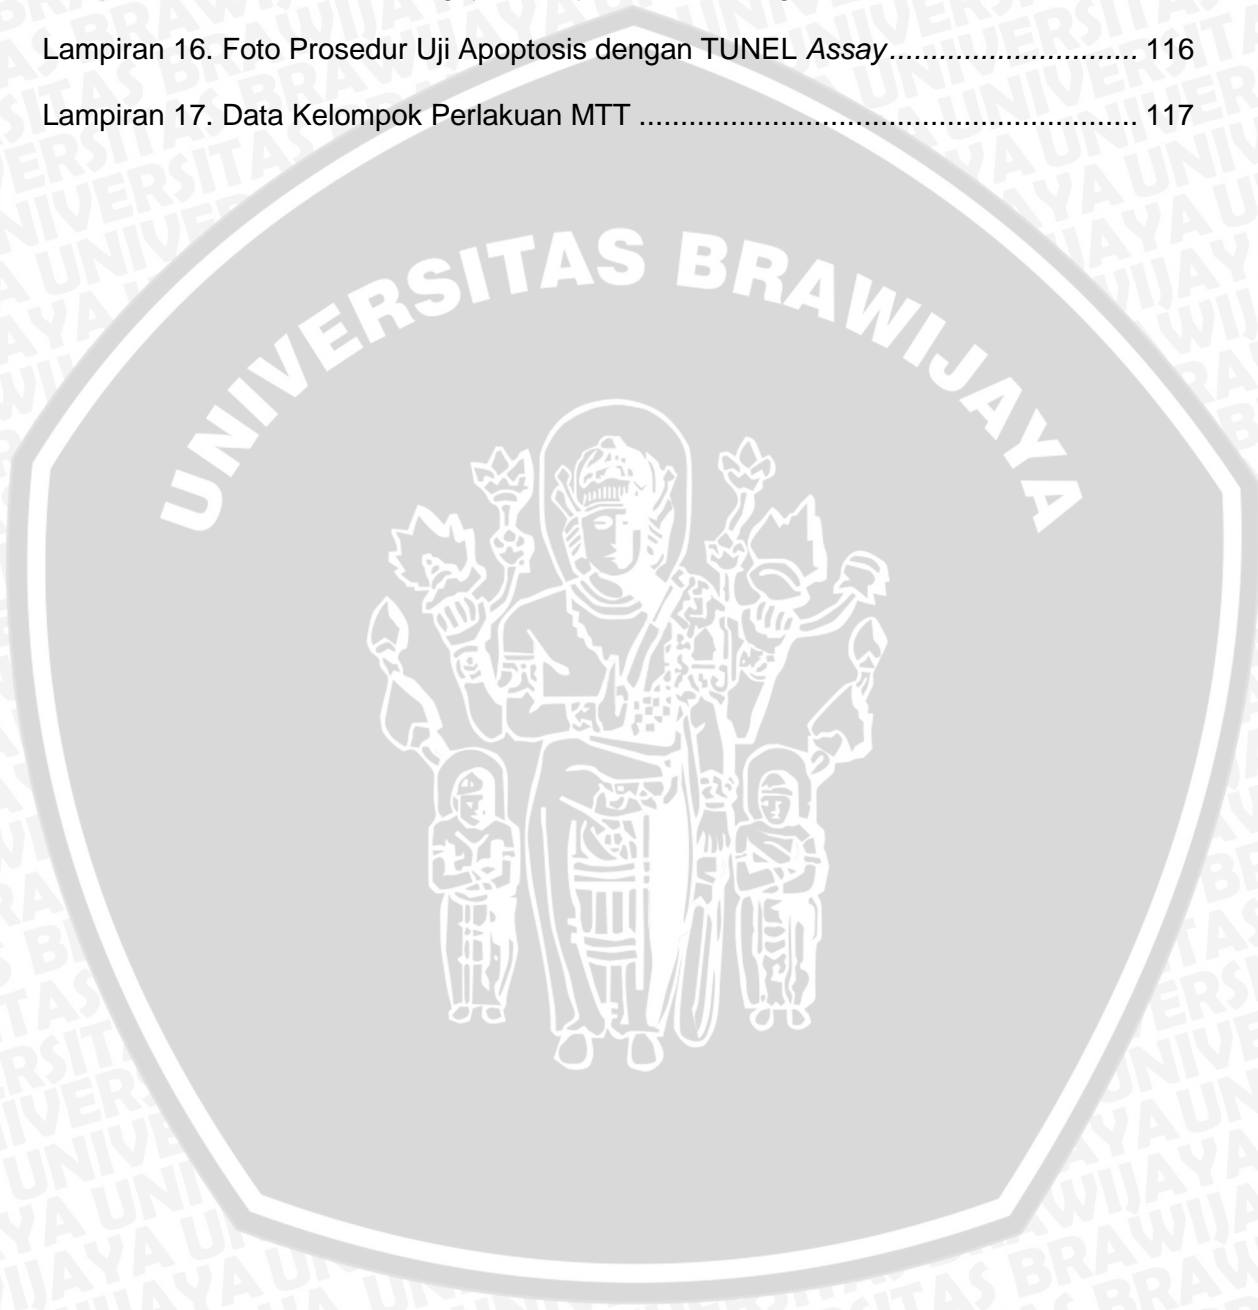 Lampiran 16. Foto Prosedur Uji Apoptosis dengan TUNEL Assay.............................. 116
Lampiran 17. Data Kelompok Perlakuan MTT ............................................................ 117
UNIVERSITAS BRAWIJAYA